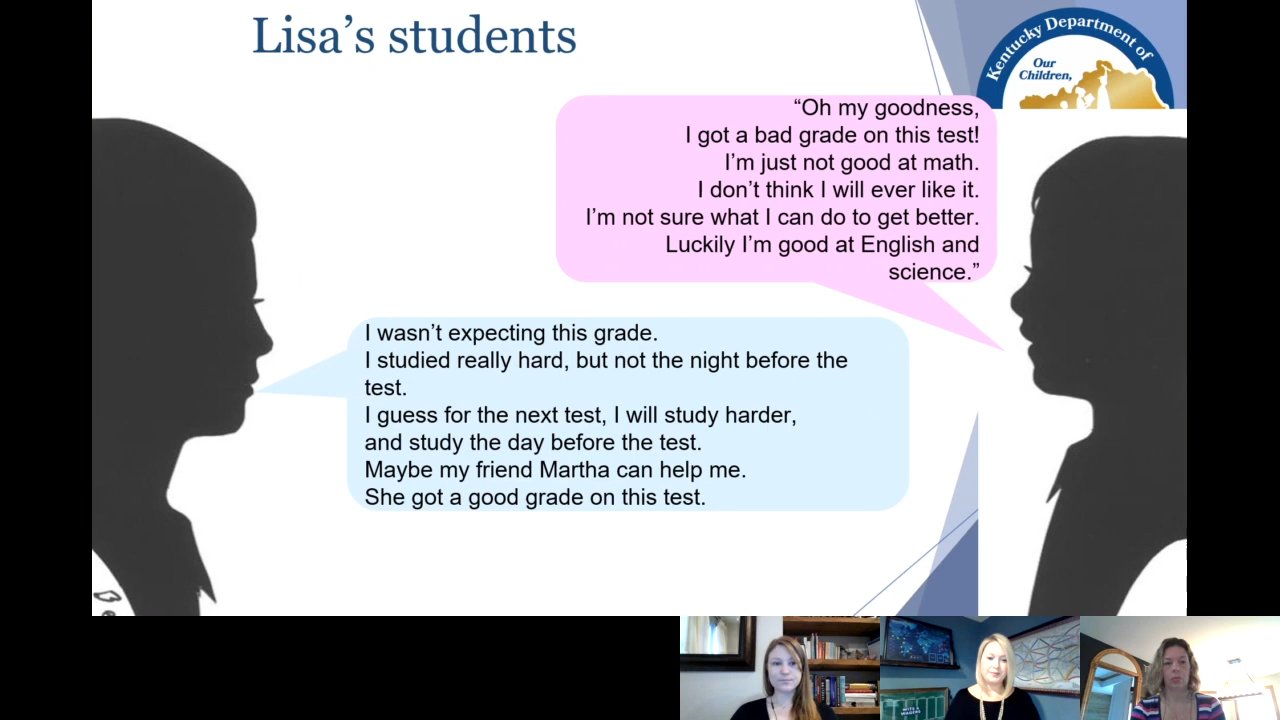 Lisa’s students
Kentucky Department of
Our
Children,
“Oh my goodness,
I got a bad grade on this test!
I’m just not good at math.
I don’t think I will ever like it.
I’m not sure what I can do to get better.
Luckily I’m good at English and
science.”
I wasn’t expecting this grade.
I studied really hard, but not the night before the
test.
I guess for the next test, I will study harder,
and study the day before the test.
Maybe my friend Martha can help me.
She got a good grade on this test.